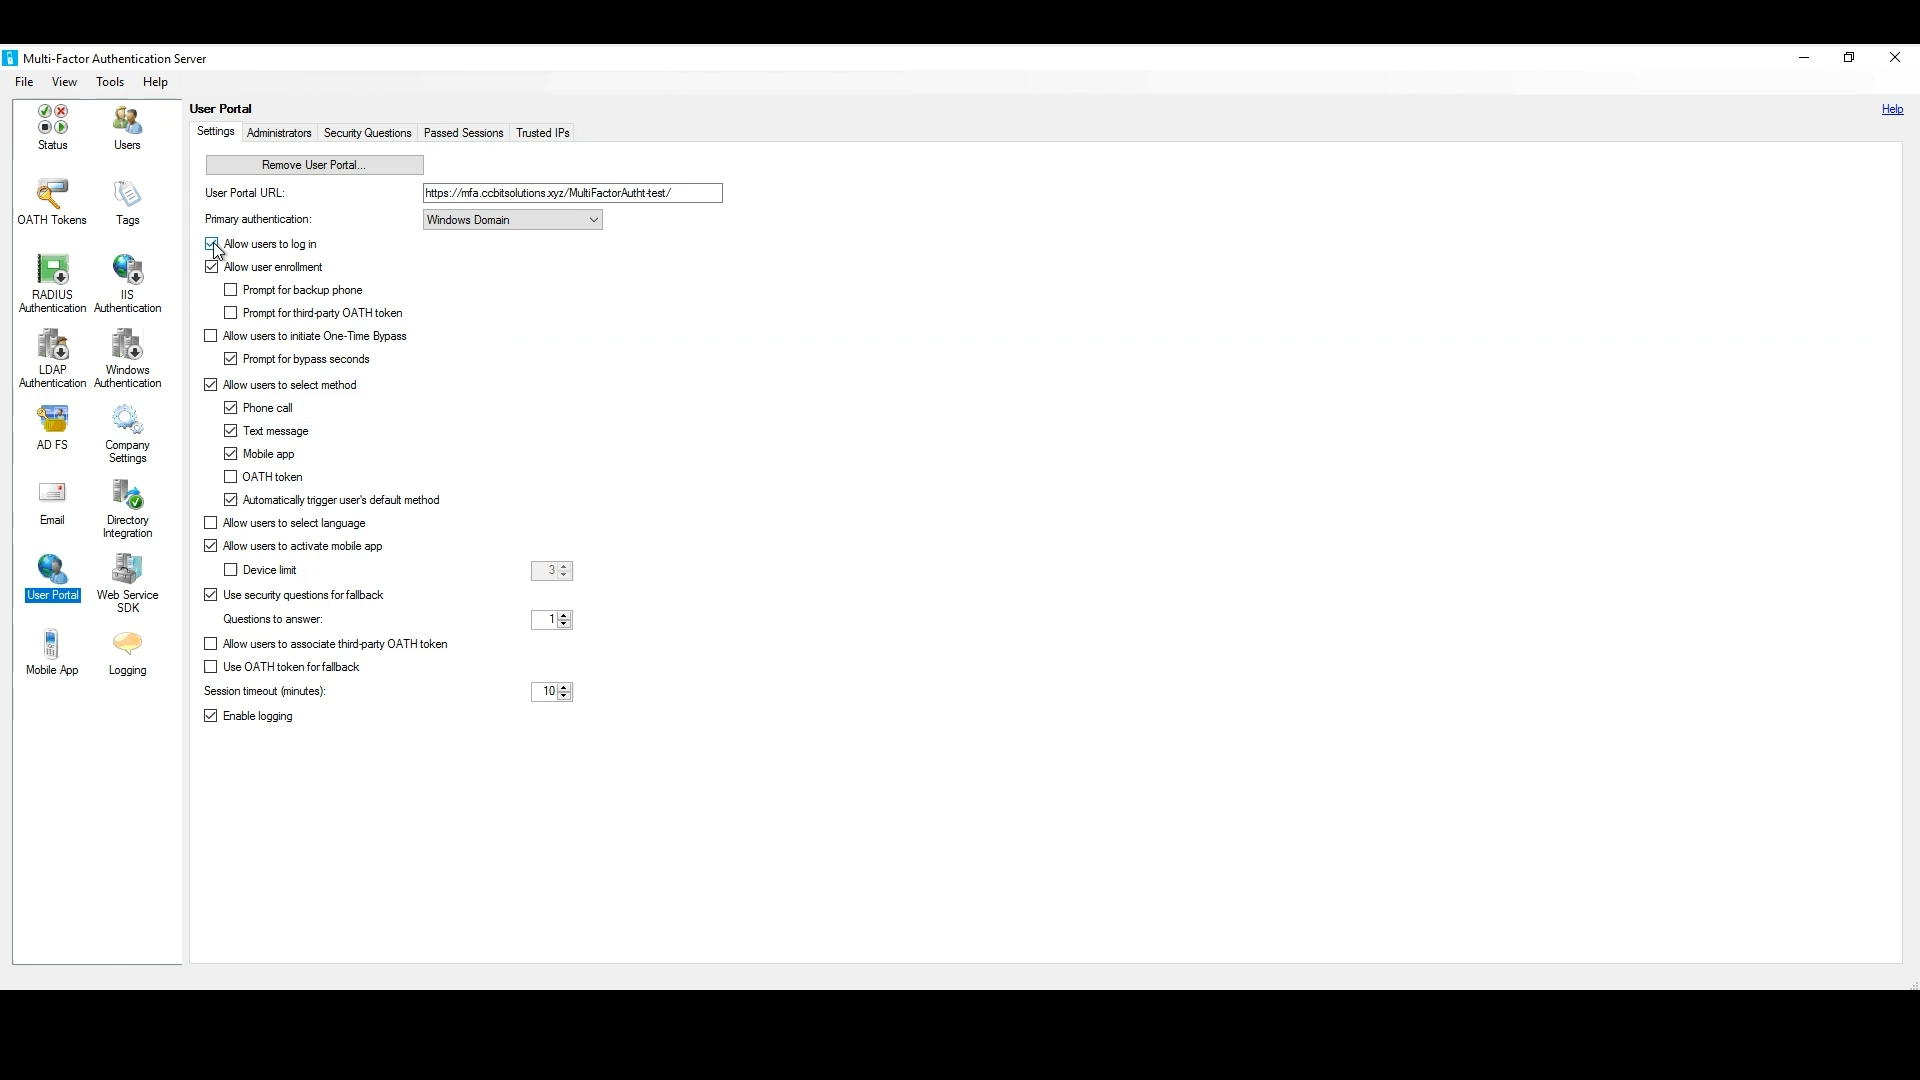 Multi-Factor Authentication Server
File View Tools Help
Status Users
OATH Tokens Tags
RADIUS Authentication IIS Authentication
LDAP Authentication Windows Authentication
AD FS Company Settings
Email Directory Integration
User Portal Web Service SDK
Mobile App Logging
User Portal Help
Settings Administrators Security Questions Passed Sessions Trusted IPs
Remove User Portal...
User Portal URL: https://mfa.ccbitsolutions.xyz/MultiFactorAutht-test/
Primary authentication: Windows Domain
Allow users to log in
Allow user enrollment
Prompt for backup phone
Prompt for third-party OATH token
Allow users to initiate One-Time Bypass
Prompt for bypass seconds
Allow users to select method
Phone call
Text message
Mobile app
OATH token
Automatically trigger user's default method
Allow users to select language
Allow users to activate mobile app
Device limit 3
Use security questions for fallback
Questions to answer: 1
Allow users to associate third-party OATH token
Use OATH token for fallback
Session timeout (minutes): 10
Enable logging